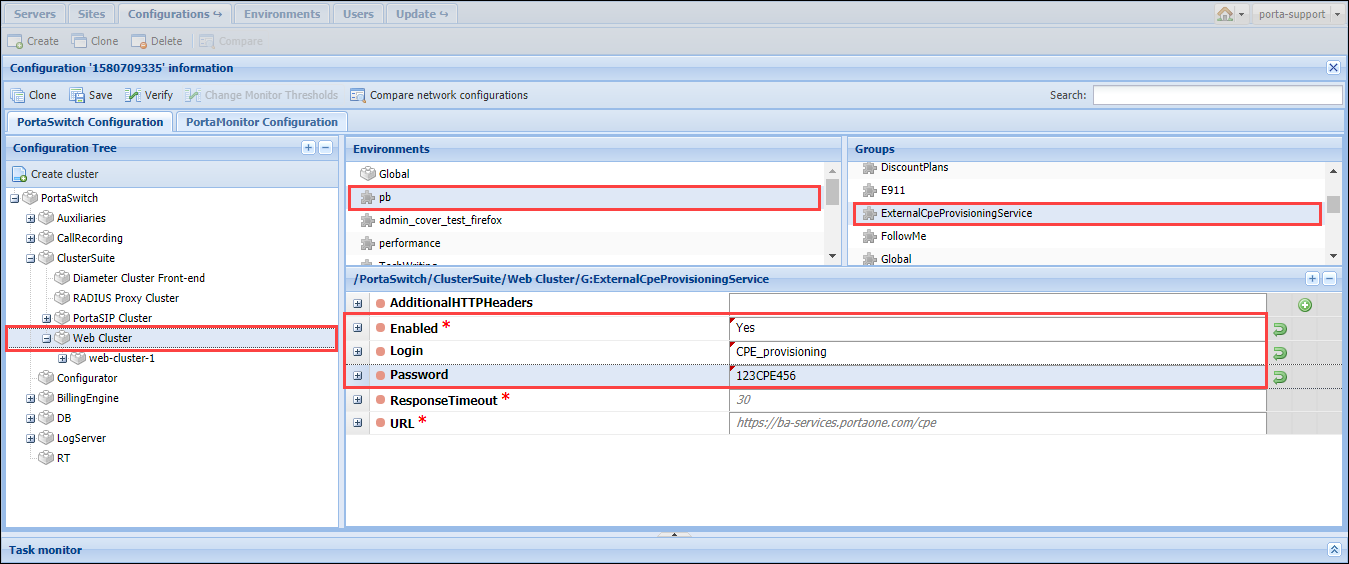 Servers Sites Configurations ↪ Environments Users Update ↪ porta-support
Create Clone Delete Compare
Configuration '1580709335' information
Clone Save Verify Change Monitor Thresholds Compare network configurations Search:
PortaSwitch Configuration PortaMonitor Configuration
Configuration Tree
Create cluster
PortaSwitch
Auxiliaries
CallRecording
ClusterSuite
Diameter Cluster Front-end
RADIUS Proxy Cluster
PortaSIP Cluster
Web Cluster
web-cluster-1
Configurator
BillingEngine
DB
LogServer
RT
Environments
Global
pb
admin_cover_test_firefox
performance
TechWriting
Groups
DiscountPlans
E911
ExternalCpeProvisioningService
FollowMe
Global
/PortaSwitch/ClusterSuite/Web Cluster/G:ExternalCpeProvisioningService
AdditionalHTTPHeaders
Enabled * Yes
Login CPE_provisioning
Password 123CPE456
ResponseTimeout * 30
URL * https://ba-services.portaone.com/cpe
Task monitor